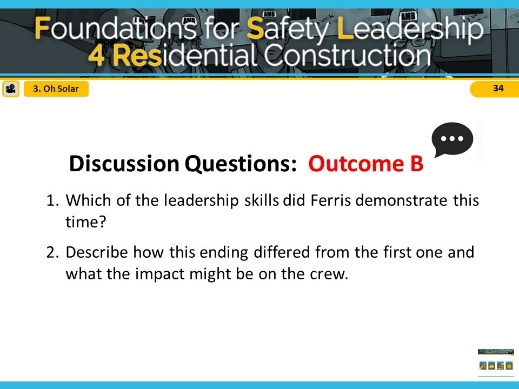 Foundations for Safety Leadership
4 Residential Construction
3. Oh Solar
34
Discussion Questions: Outcome B
1. Which of the leadership skills did Ferris demonstrate this
time?
2. Describe how this ending differed from the first one and
what the impact might be on the crew.